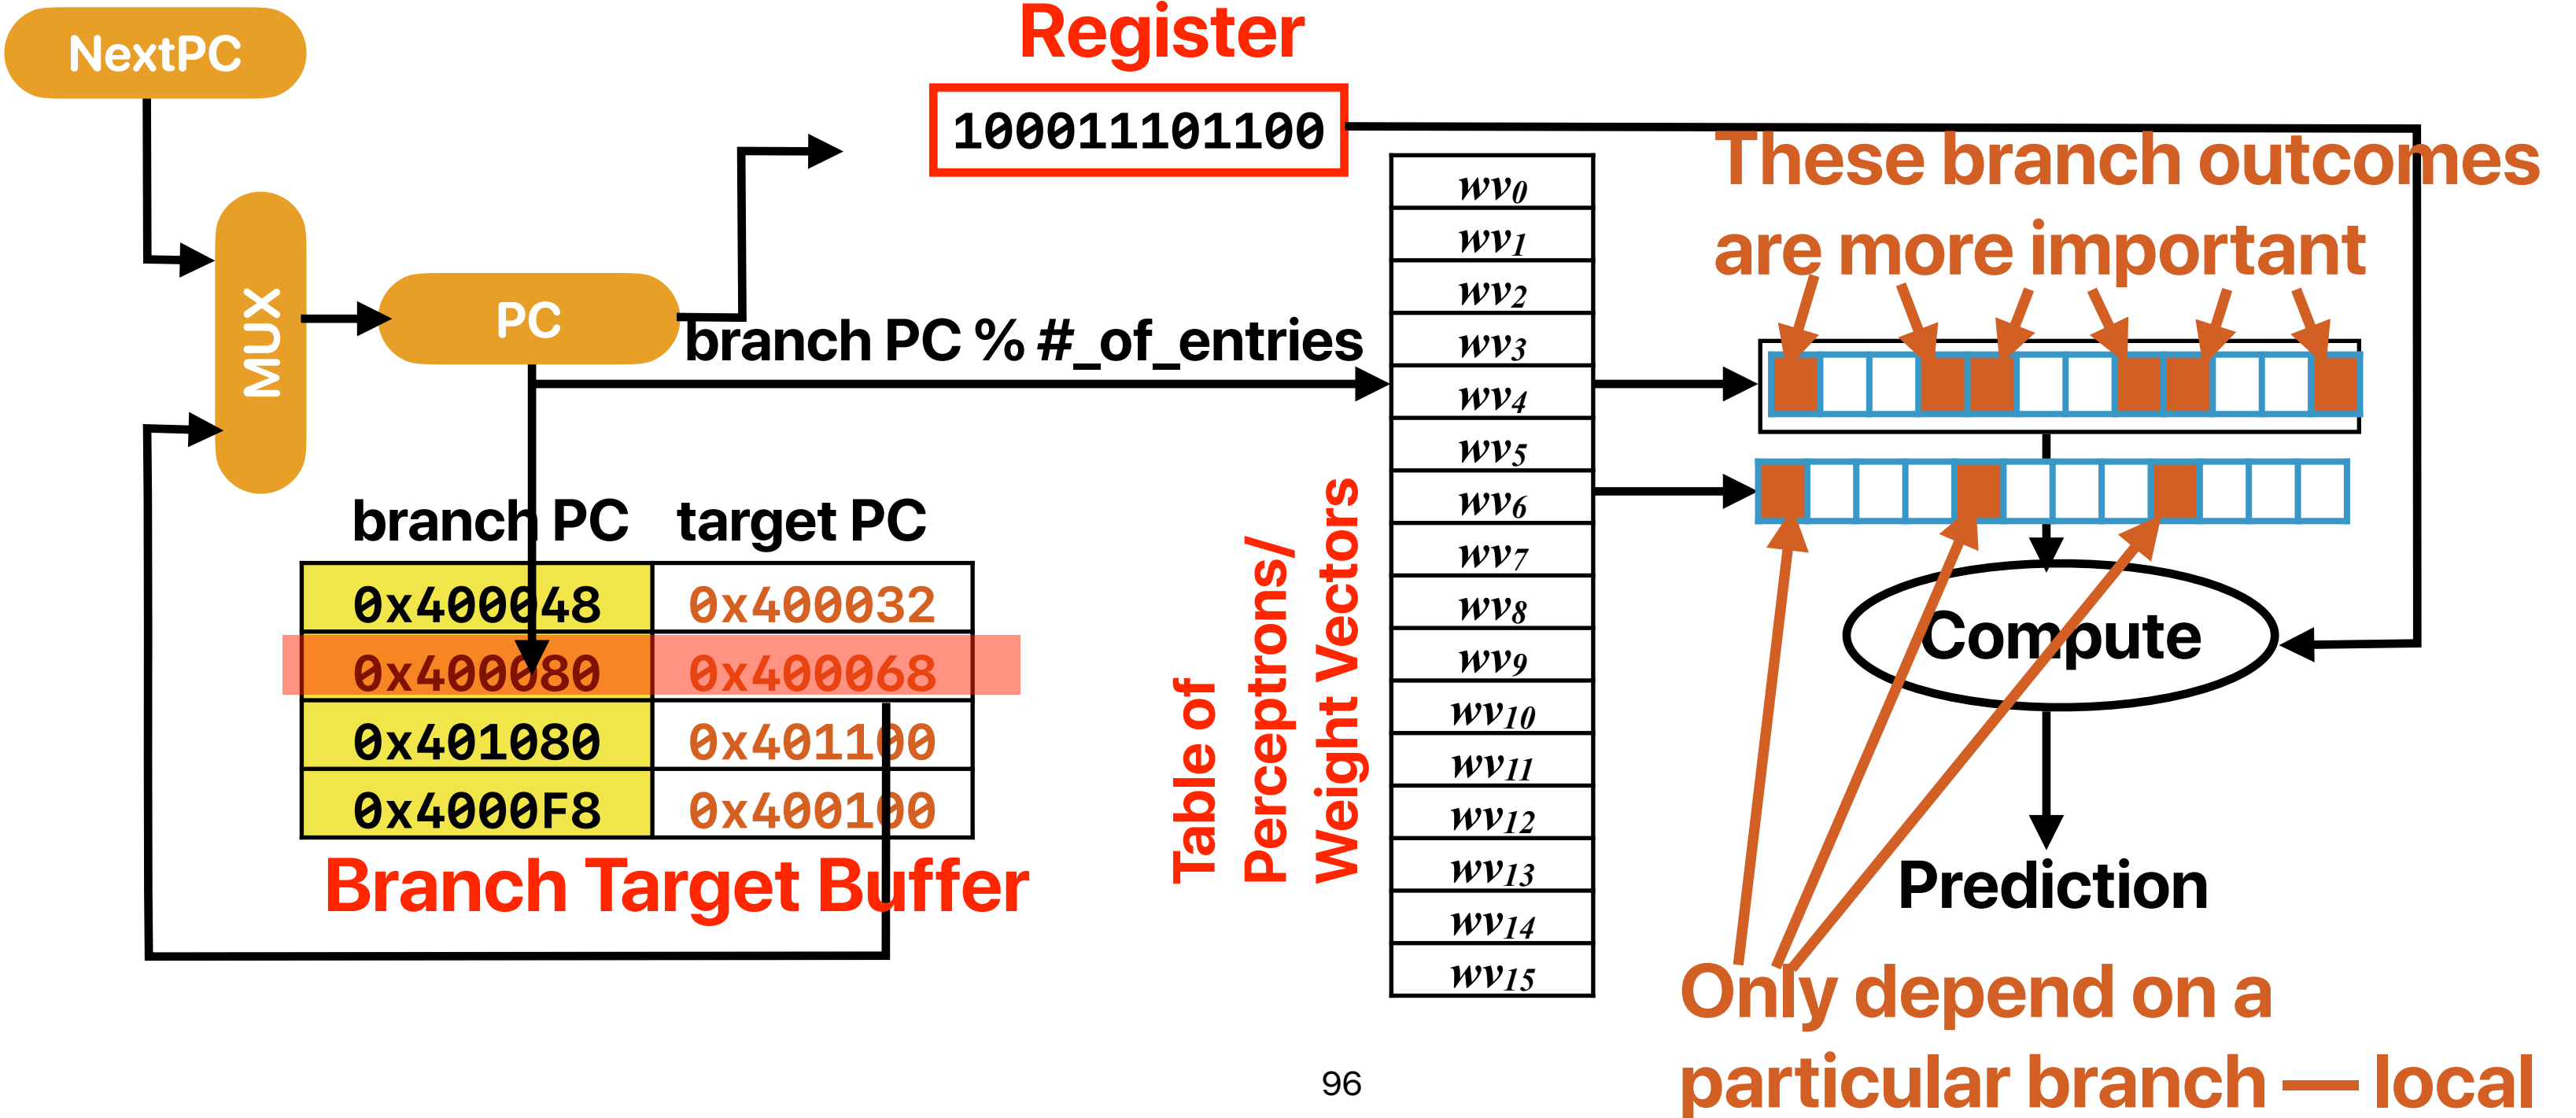 NextPC
Register
100011101100
MUX
PC
branch PC % #_of_entries
branch PC target PC
0x400048 0x400032
0x400080 0x400068
0x401080 0x401100
0x4000F8 0x400100
Branch Target Buffer
Table of
Perceptrons/
Weight Vectors
wv0
wv1
wv2
wv3
wv4
wv5
wv6
wv7
wv8
wv9
wv10
wv11
wv12
wv13
wv14
wv15
These branch outcomes
are more important
Compute
Prediction
Only depend on a
particular branch — local
96